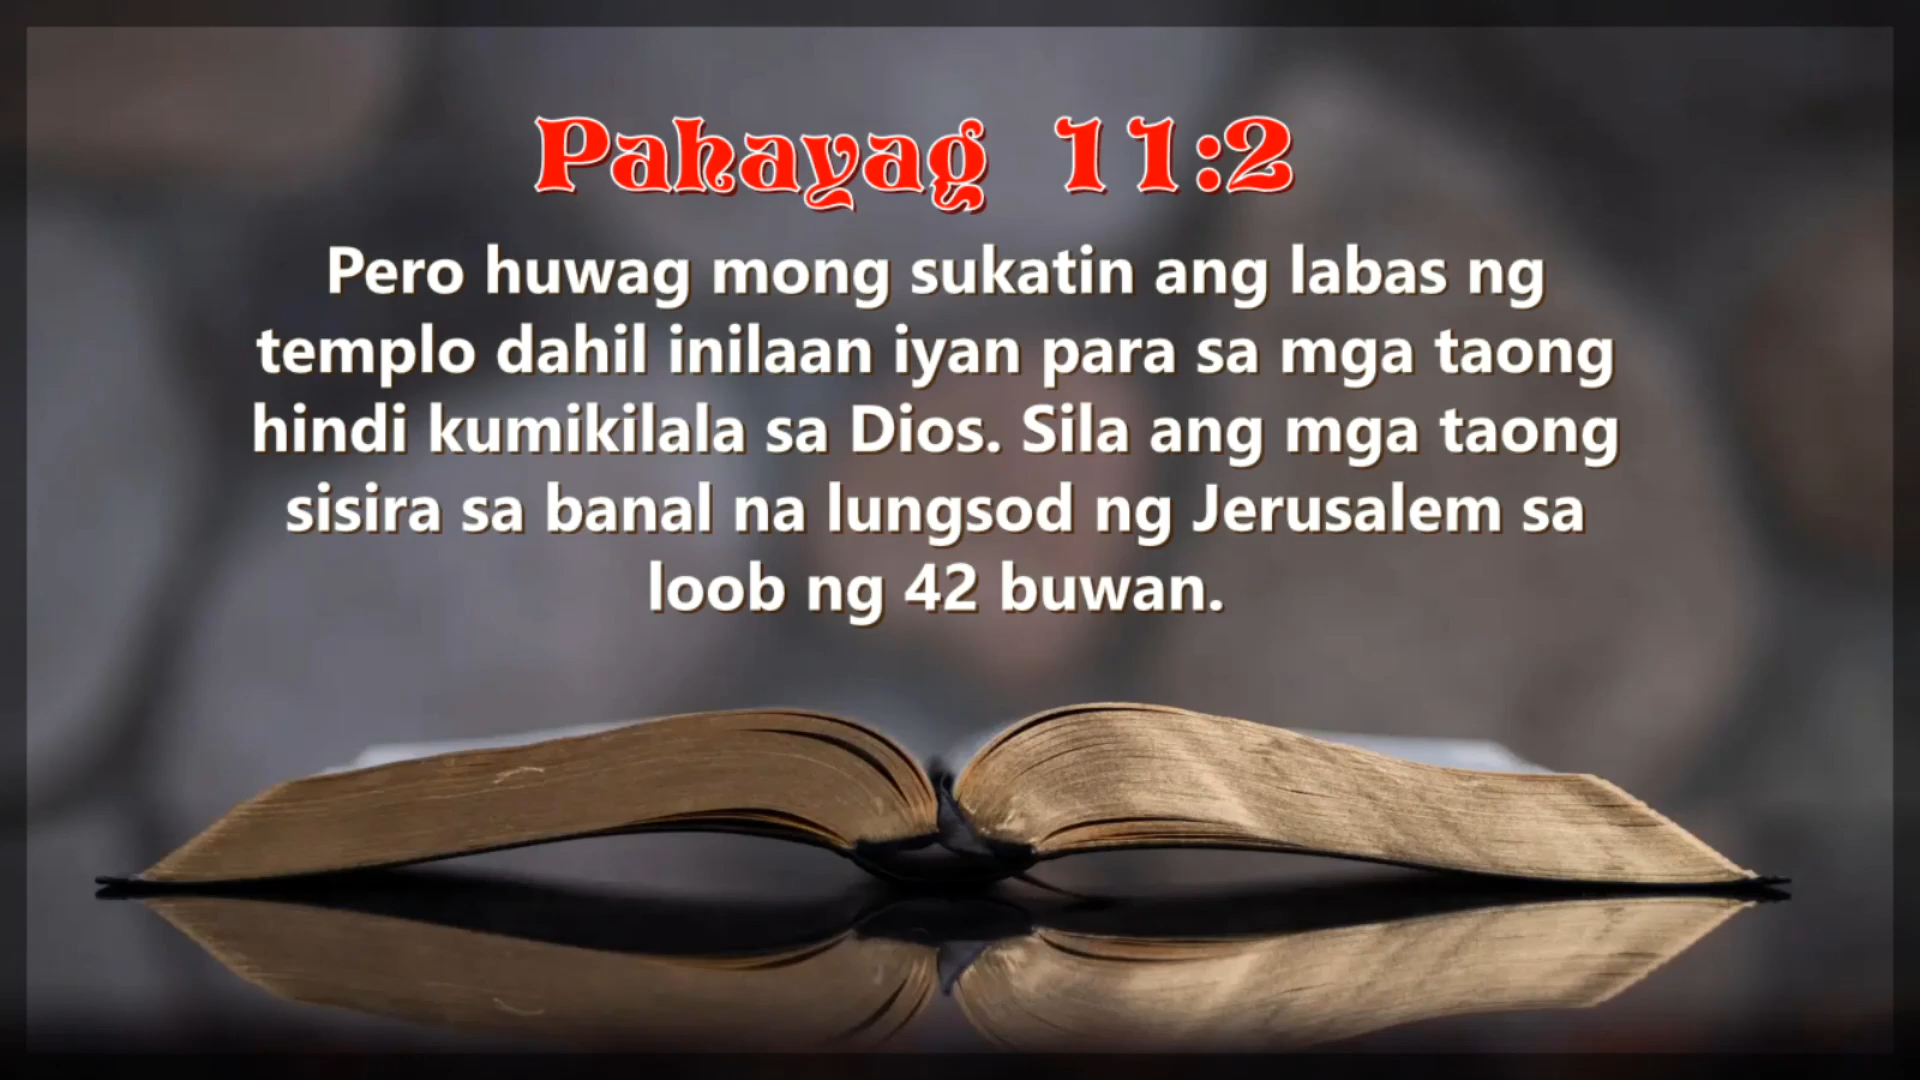 Pahayag 11:2
Pero huwag mong sukatin ang labas ng
templo dahil inilaan iyan para sa mga taong
hindi kumikilala sa Dios. Sila ang mga taong
sisira sa banal na lungsod ng Jerusalem sa
loob ng 42 buwan.